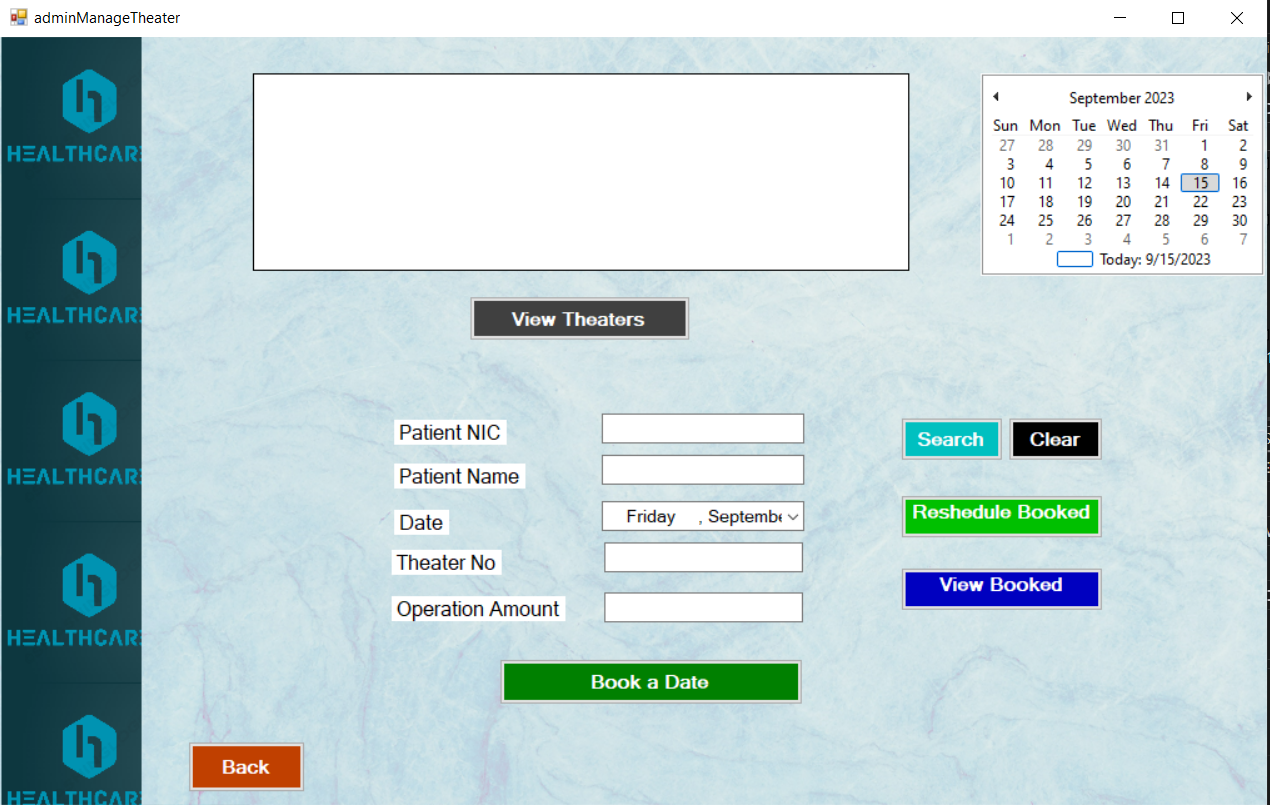 adminManageTheater
HEALTHCAR
HEALTHCAR
HEALTHCAR
HEALTHCAR
HEALTHCAR
September 2023
Sun Mon Tue Wed Thu Fri Sat
27 28 29 30 31 1 2
3 4 5 6 7 8 9
10 11 12 13 14 15 16
17 18 19 20 21 22 23
24 25 26 27 28 29 30
1 2 3 4 5 6 7
Today: 9/15/2023
View Theaters
Patient NIC
Patient Name
Date Friday , Septembe
Theater No
Operation Amount
Search Clear
Reshedule Booked
View Booked
Book a Date
Back